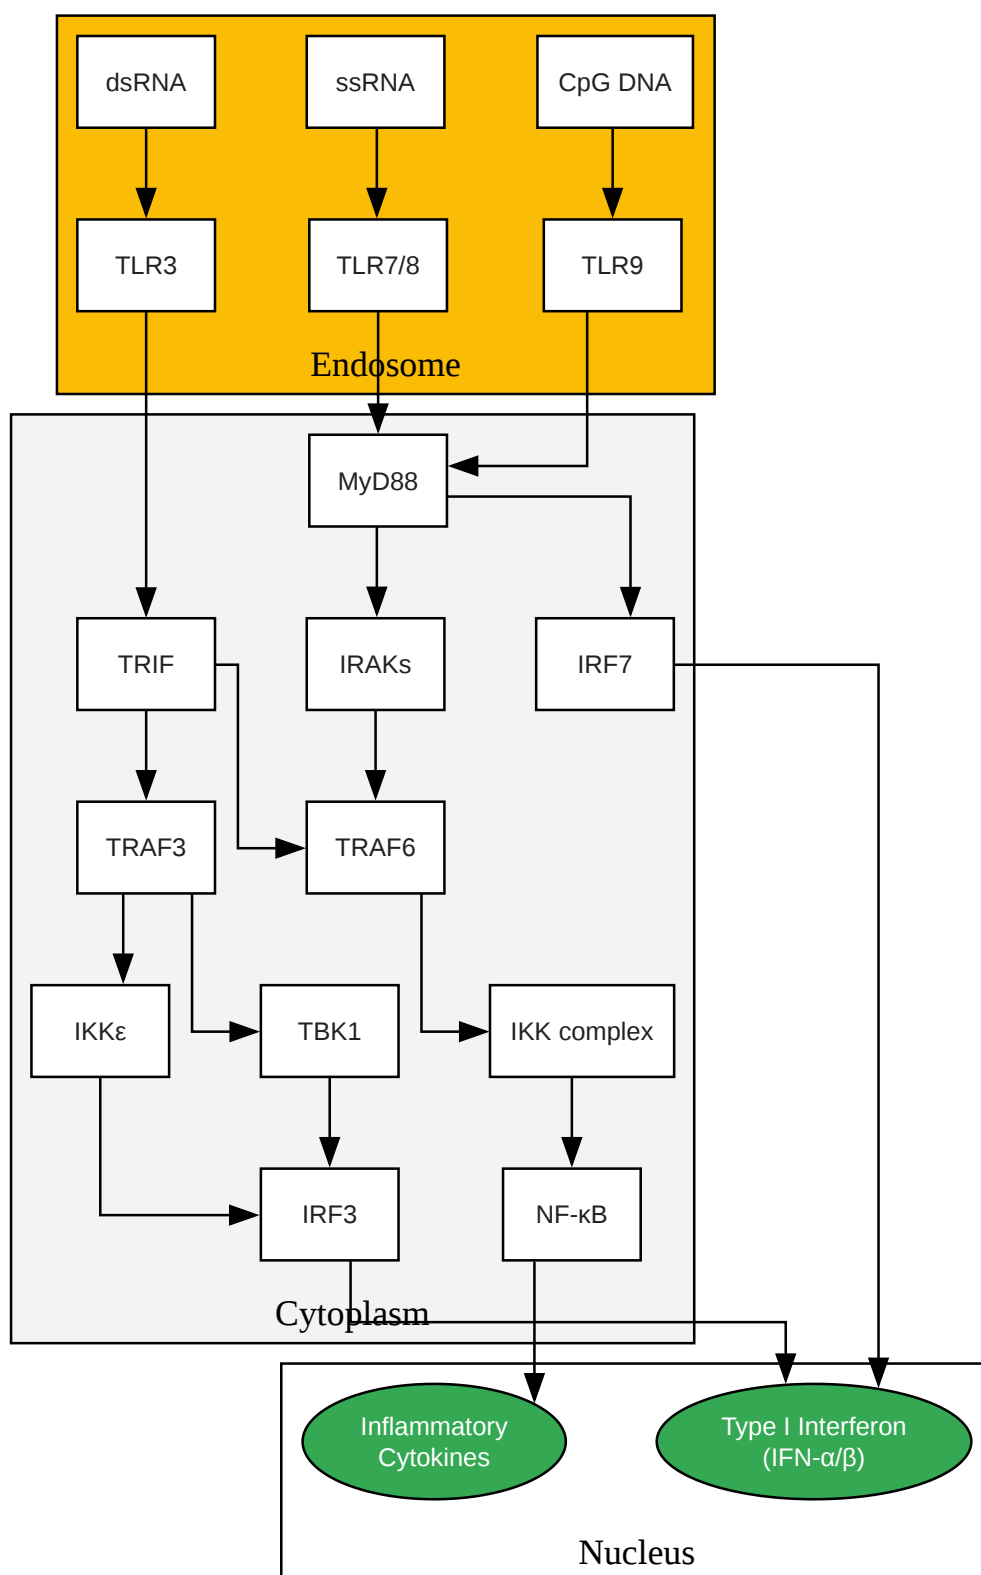 dsRNA
ssRNA
CpG DNA
TLR3
TLR7/8
TLR9
Endosome
MyD88
TRIF
IRAKs
IRF7
TRAF3
TRAF6
IKKε
TBK1
IKK complex
IRF3
NF-κB
Cytoplasm
Inflammatory
Cytokines
Type I Interferon
(IFN-α/β)
Nucleus